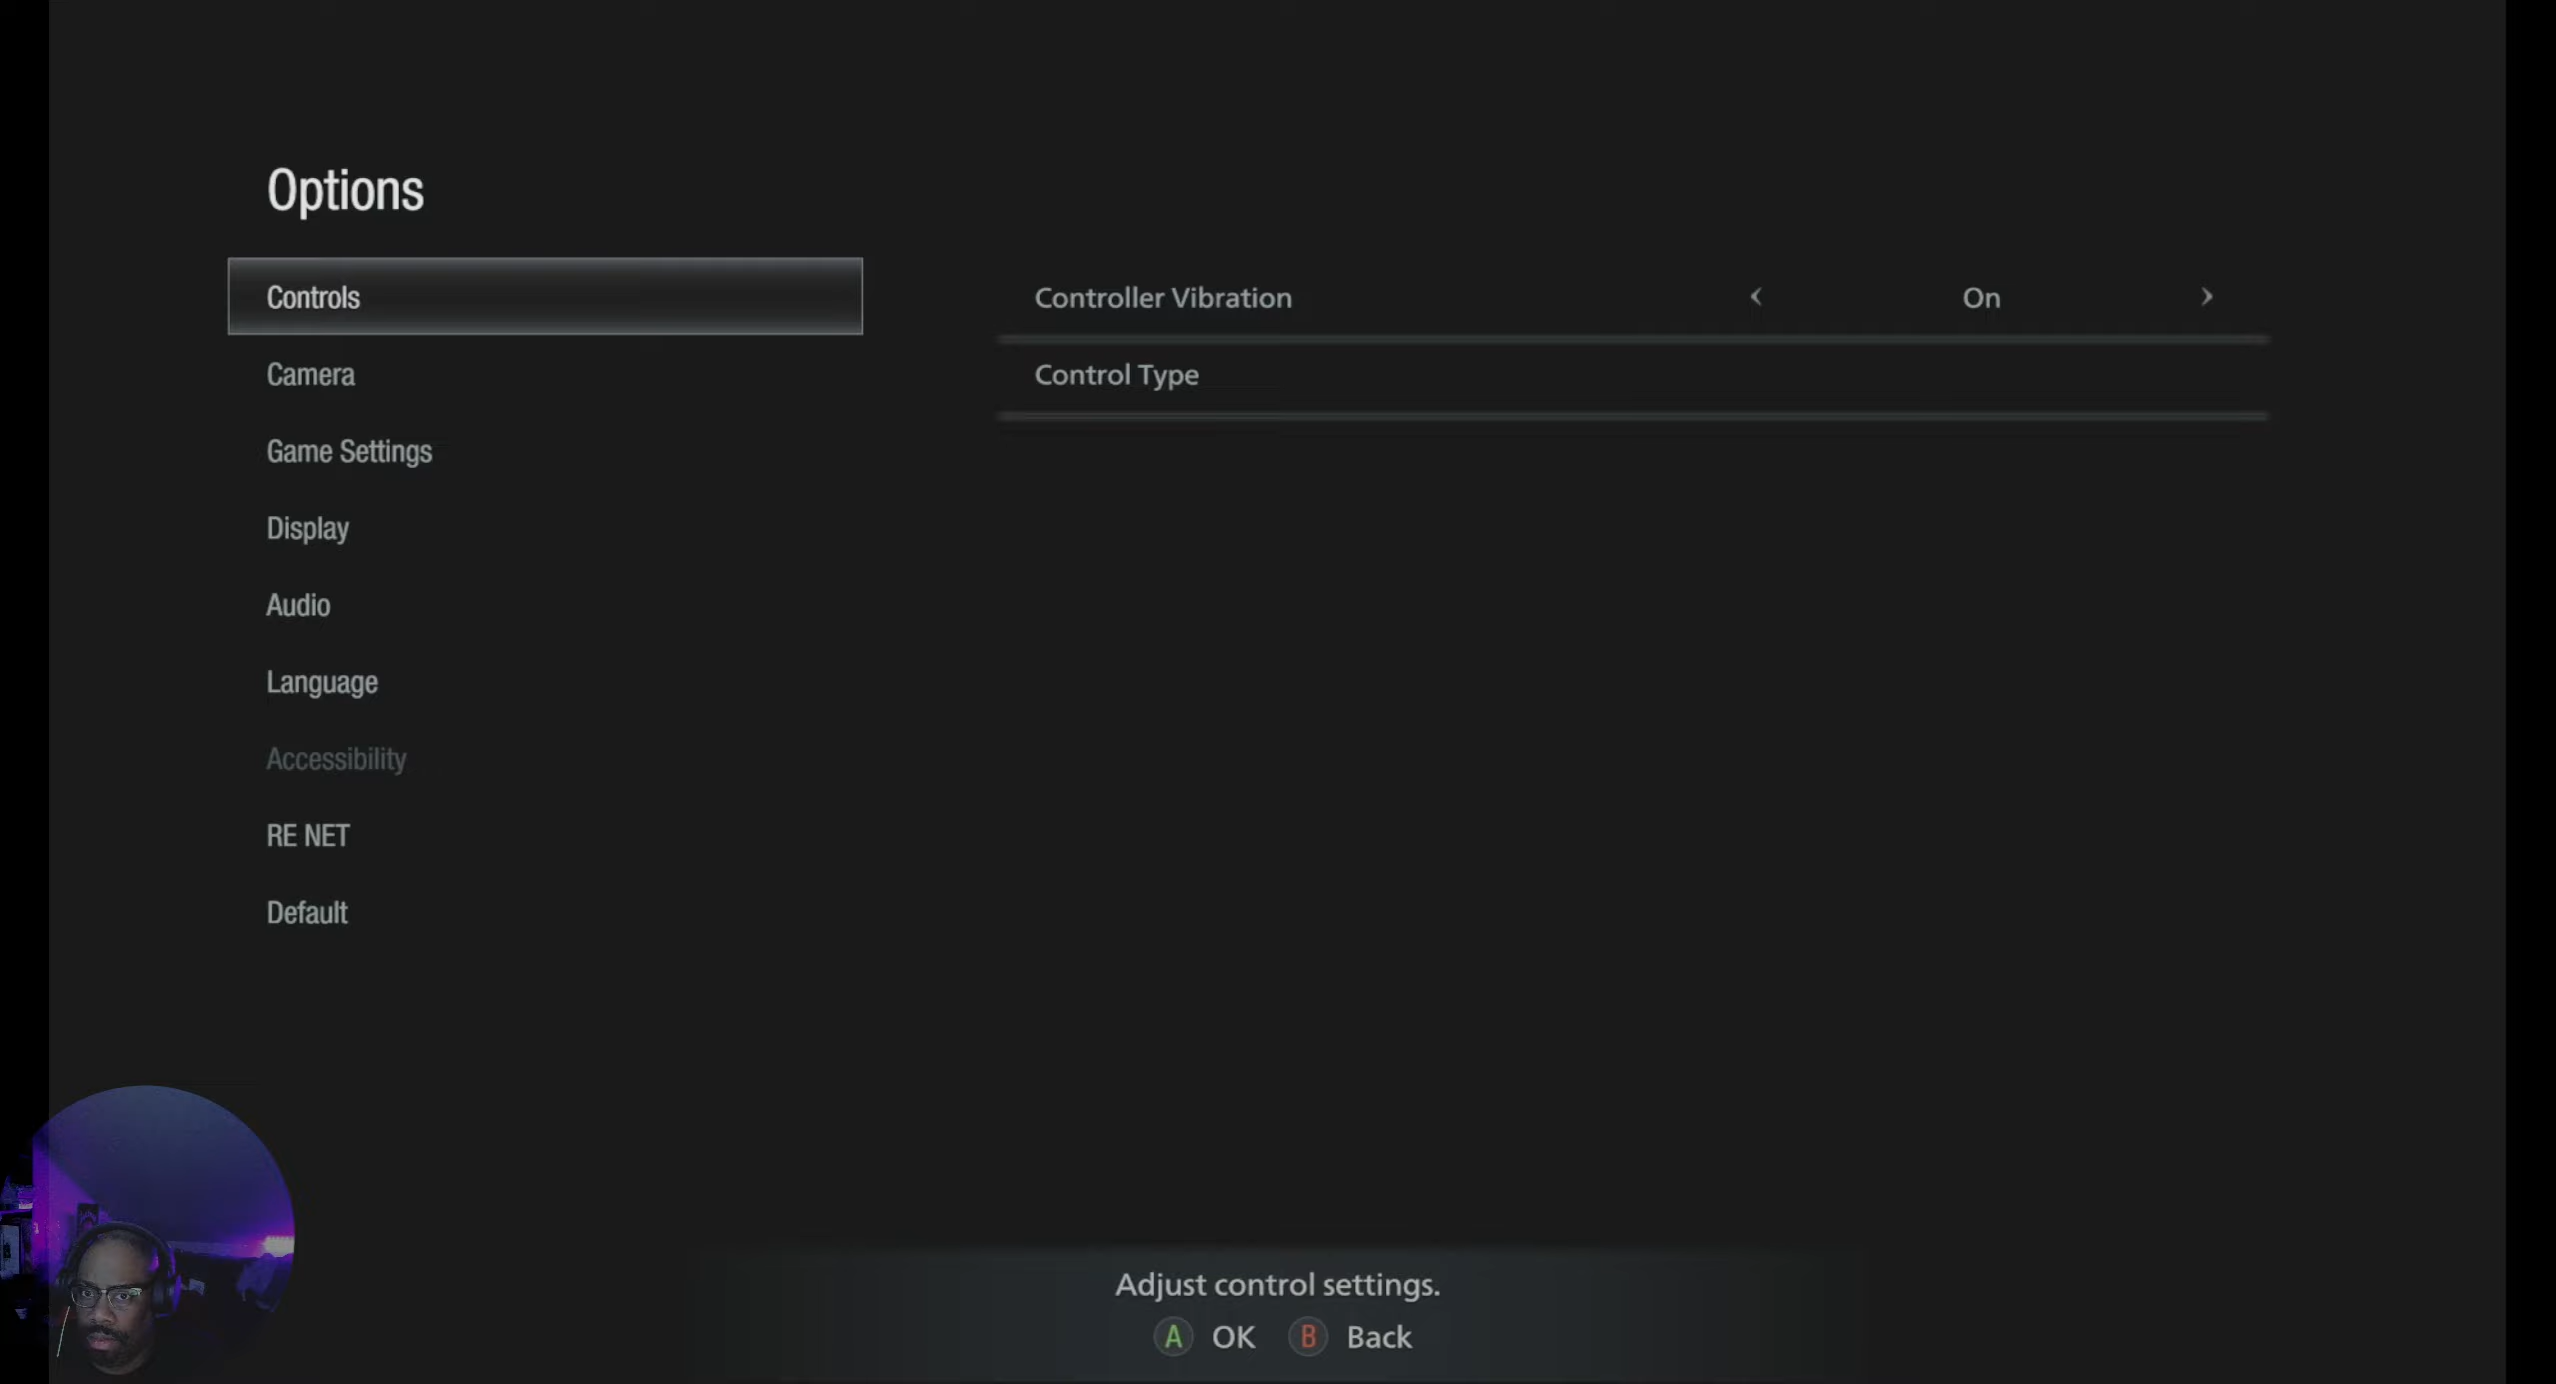 Options
Controls
Controller Vibration On
Camera
Control Type
Game Settings
Display
Audio
Language
Accessibility
RE NET
Default
Adjust control settings.
A OK B Back